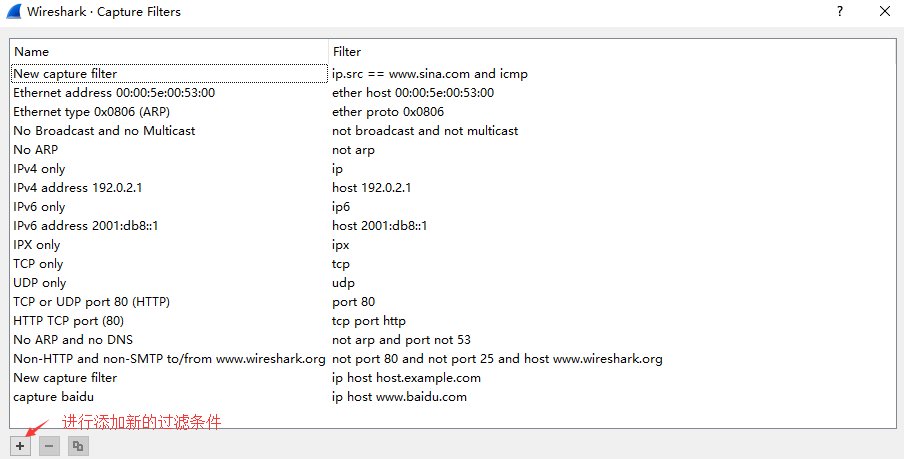 Wireshark · Capture Filters ? ×
Name Filter
New capture filter ip.src == www.sina.com and icmp
Ethernet address 00:00:5e:00:53:00 ether host 00:00:5e:00:53:00
Ethernet type 0x0806 (ARP) ether proto 0x0806
No Broadcast and no Multicast not broadcast and not multicast
No ARP not arp
IPv4 only ip
IPv4 address 192.0.2.1 host 192.0.2.1
IPv6 only ip6
IPv6 address 2001:db8::1 host 2001:db8::1
IPX only ipx
TCP only tcp
UDP only udp
TCP or UDP port 80 (HTTP) port 80
HTTP TCP port (80) tcp port http
No ARP and no DNS not arp and port not 53
Non-HTTP and non-SMTP to/from www.wireshark.org not port 80 and not port 25 and host www.wireshark.org
New capture filter ip host host.example.com
capture baidu ip host www.baidu.com
进行添加新的过滤条件